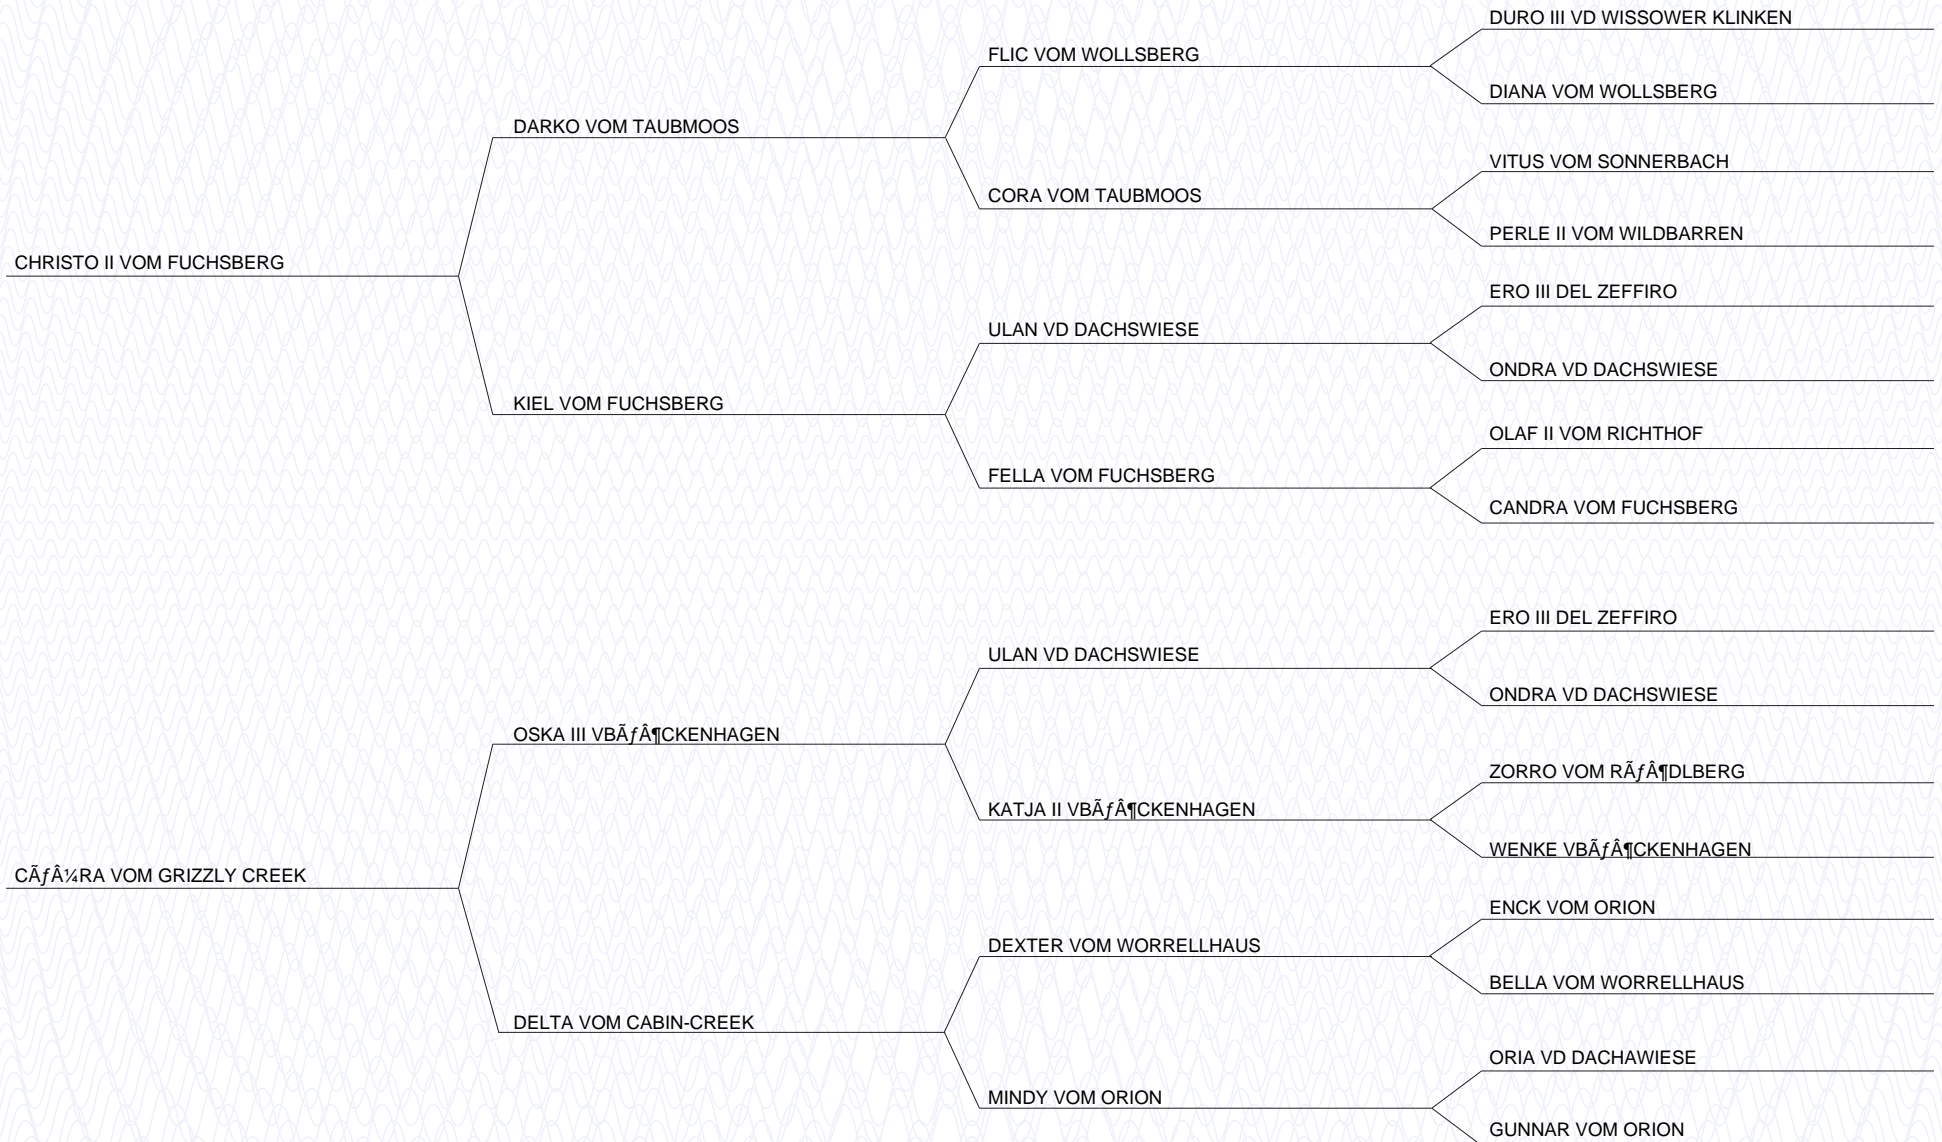 DURO III VD WISSOWER KLINKEN
FLIC VOM WOLLSBERG
DIANA VOM WOLLSBERG
DARKO VOM TAUBMOOS
VITUS VOM SONNERBACH
CORA VOM TAUBMOOS
PERLE II VOM WILDBARREN
CHRISTO II VOM FUCHSBERG
ERO III DEL ZEFFIRO
ULAN VD DACHSWIESE
ONDRA VD DACHSWIESE
KIEL VOM FUCHSBERG
OLAF II VOM RICHTHOF
FELLA VOM FUCHSBERG
CANDRA VOM FUCHSBERG
ERO III DEL ZEFFIRO
ULAN VD DACHSWIESE
ONDRA VD DACHSWIESE
OSKA III VBÃƒÂ¶CKENHAGEN
ZORRO VOM RÃƒÂ¶DLBERG
KATJA II VBÃƒÂ¶CKENHAGEN
WENKE VBÃƒÂ¶CKENHAGEN
CÃƒÂ¼RA VOM GRIZZLY CREEK
ENCK VOM ORION
DEXTER VOM WORRELLHAUS
BELLA VOM WORRELLHAUS
DELTA VOM CABIN-CREEK
ORIA VD DACHAWIESE
MINDY VOM ORION
GUNNAR VOM ORION